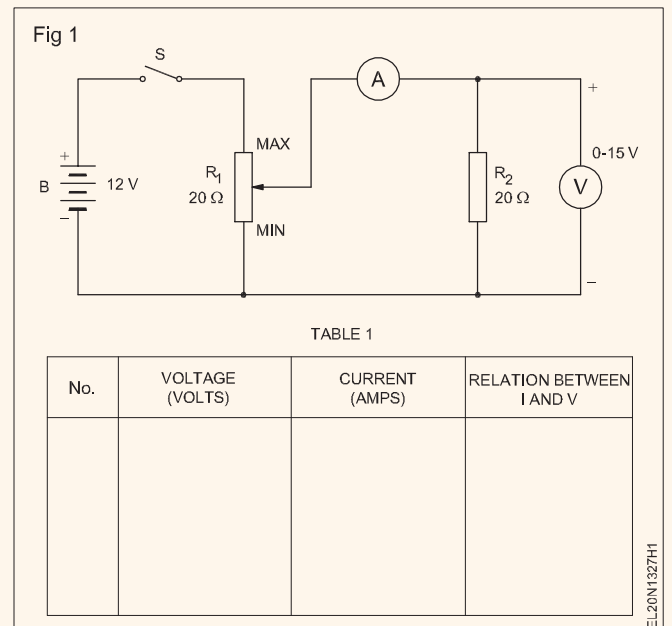 Fig 1
S
A
+
MAX
0-15 V
+
B
12 V
R1
20 Ω
R2
20 Ω
V
−
MIN
−
TABLE 1
No.
VOLTAGE
(VOLTS)
CURRENT
(AMPS)
RELATION BETWEEN
I AND V
EL20N1327H1